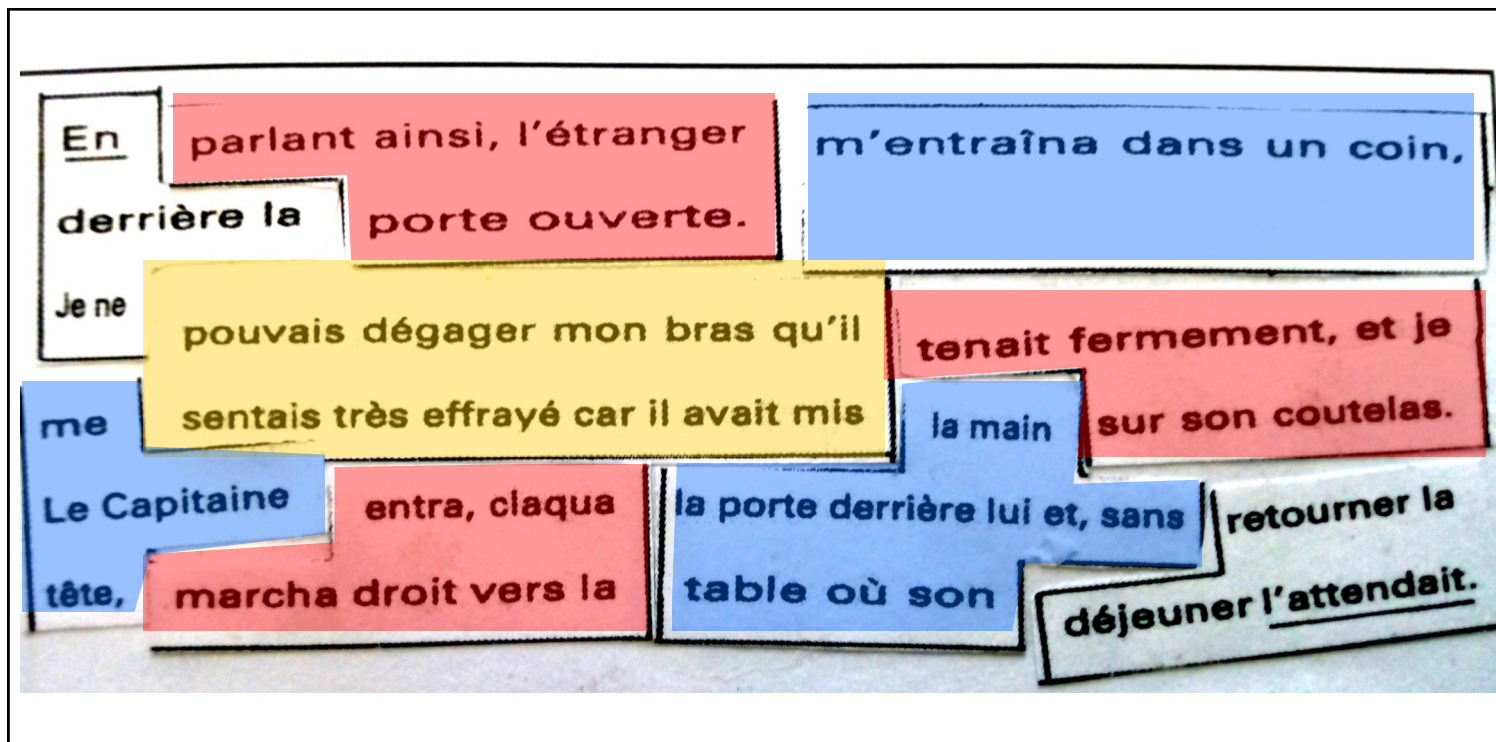 En parlant ainsi, l'étranger m'entraîna dans un coin,
derrière la porte ouverte.
Je ne pouvais dégager mon bras qu'il tenait fermement, et je
me sentais très effrayé car il avait mis la main sur son coutelas.
Le Capitaine entra, claqua la porte derrière lui et, sans retourner la
tête, marcha droit vers la table où son déjeuner l'attendait.